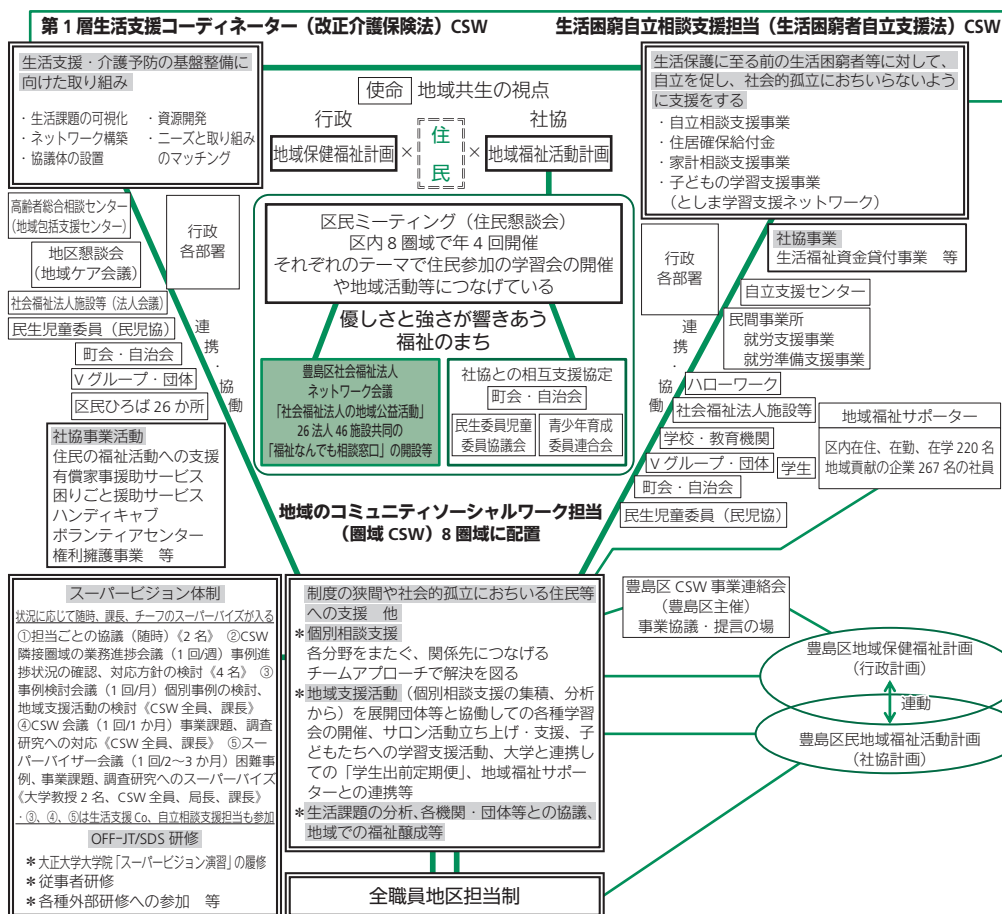 第1層生活支援コーディネーター（改正介護保険法）CSW
生活困窮自立相談支援担当（生活困窮者自立支援法）CSW
生活支援・介護予防の基盤整備に
向けた取り組み
・生活課題の可視化
・ネットワーク構築
・協議体の設置
・資源開発
・ニーズと取り組み
のマッチング
使命 地域共生の視点
行政
社協
地域保健福祉計画
×
住民
×
地域福祉活動計画
生活保護に至る前の生活困窮者等に対して、
自立を促し、社会的孤立におちいらないよう
に支援をする
・自立相談支援事業
・住居確保給付金
・家計相談支援事業
・子どもの学習支援事業
（としま学習支援ネットワーク）
高齢者総合相談センター
（地域包括支援センター）
地区懇談会
（地域ケア会議）
社会福祉法人施設等（法人会議）
民生児童委員（民児協）
町会・自治会
Vグループ・団体
区民ひろば26か所
行政
各部署
連携・協働
社協事業活動
住民の福祉活動への支援
有償家事援助サービス
困りごと援助サービス
ハンディキャブ
ボランティアセンター
権利擁護事業　等
区民ミーティング（住民懇談会）
区内8圏域で年4回開催
それぞれのテーマで住民参加の学習会の開催
や地域活動等につなげている
優しさと強さが響きあう
福祉のまち
豊島区社会福祉法人
ネットワーク会議
「社会福祉法人の地域公益活動」
26法人46施設共同の
「福祉なんでも相談窓口」の開設等
社協との相互支援協定
町会・自治会
民生委員児童
委員協議会
青少年育成
委員連合会
行政
各部署
連携・協働
社協事業
生活福祉資金貸付事業　等
自立支援センター
民間事業所
就労支援事業
就労準備支援事業
ハローワーク
社会福祉法人施設等
学校・教育機関
Vグループ・団体
学生
町会・自治会
民生児童委員（民児協）
地域福祉サポーター
区内在住、在勤、在学220名
地域貢献の企業267名の社員
地域のコミュニティソーシャルワーク担当
（圏域CSW）8圏域に配置
スーパービジョン体制
状況に応じて随時、課長、チーフのスーパーバイズが入る
①担当ごとの協議（随時）《2名》　②CSW
隣接圏域の業務進捗会議（1回/週）事例進
捗状況の確認、対応方針の検討《4名》③
事例検討会議（1回/月）個別事例の検討、
地域支援活動の検討《CSW全員、課長》
④CSW会議（1回/1か月）事業課題、調査
研究への対応《CSW全員、課長》⑤スー
パーバイザー会議（1回/2〜3か月）困難事
例、事業課題、調査研究へのスーパーバイズ
《大学教授2名、CSW全員、局長、課長》
・③、④、⑤は生活支援Co、自立相談支援担当も参加
OFF-JT/SDS研修
＊大正大学大学院「スーパービジョン演習」の履修
＊従事者研修
＊各種外部研修への参加　等
制度の狭間や社会的孤立におちいる住民等
への支援　他
＊個別相談支援
各分野をまたぐ、関係先につなげる
チームアプローチで解決を図る
＊地域支援活動（個別相談支援の集積、分析
から）を展開団体等と協働しての各種学習
会の開催、サロン活動立ち上げ・支援、子
どもたちへの学習支援活動、大学と連携し
ての「学生出前定期便」、地域福祉サポー
ターとの連携等
＊生活課題の分析、各機関・団体等との協議、
地域での福祉醸成等
全職員地区担当制
豊島区CSW事業連絡会
（豊島区主催）
事業協議・提言の場
豊島区地域保健福祉計画
（行政計画）
連動
豊島区民地域福祉活動計画
（社協計画）